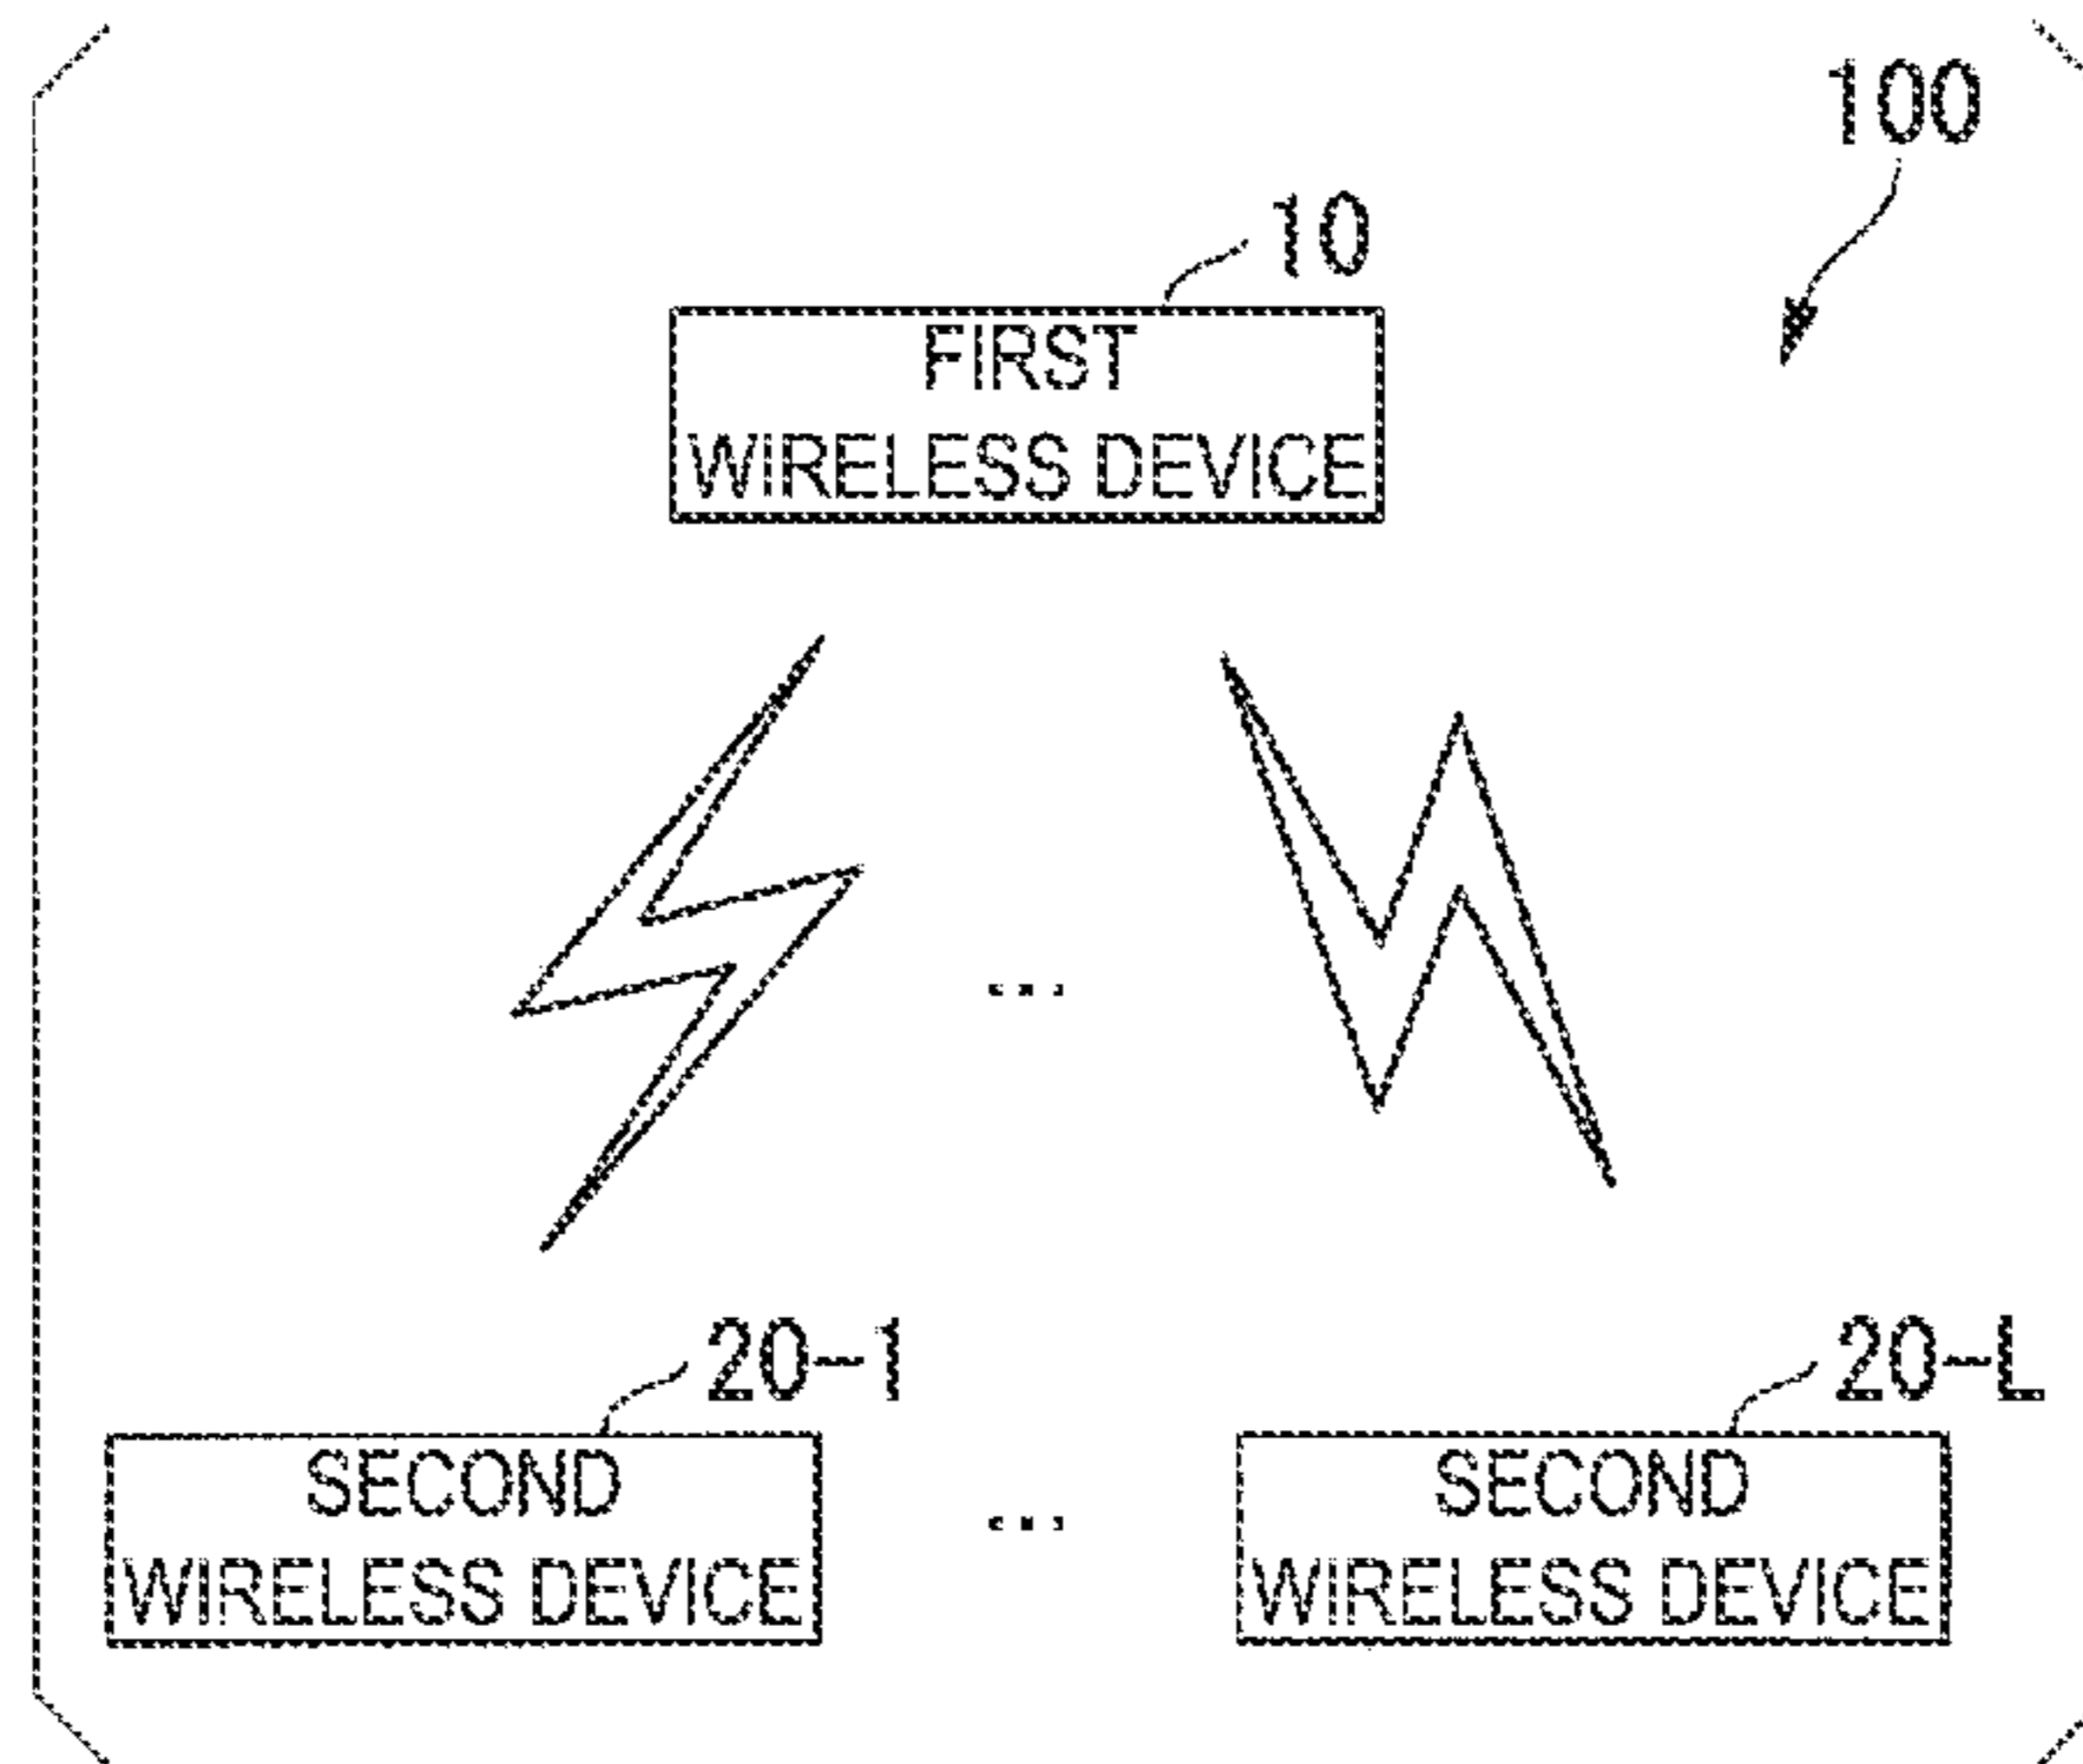 100
10
FIRST
WIRELESS DEVICE
...
20-1
20-L
SECOND
WIRELESS DEVICE
...
SECOND
WIRELESS DEVICE